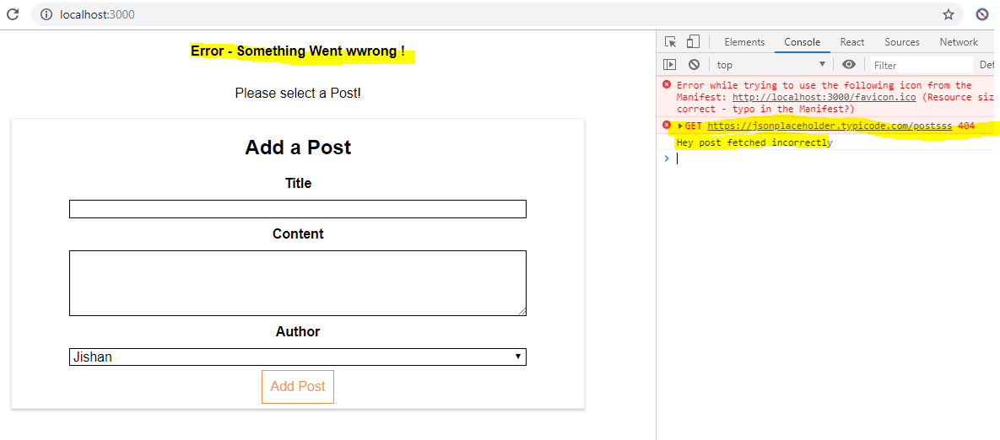 localhost:3000
Error - Something Went wwrong !
Please select a Post!
Add a Post
Title
Content
Author
Jishan
Add Post
Elements Console React Sources Network
top Filter Def
Error while trying to use the following icon from the
Manifest: http://localhost:3000/favicon.ico (Resource siz
correct - typo in the Manifest?)
GET https://jsonplaceholder.typicode.com/postsss 404
Hey post fetched incorrectly